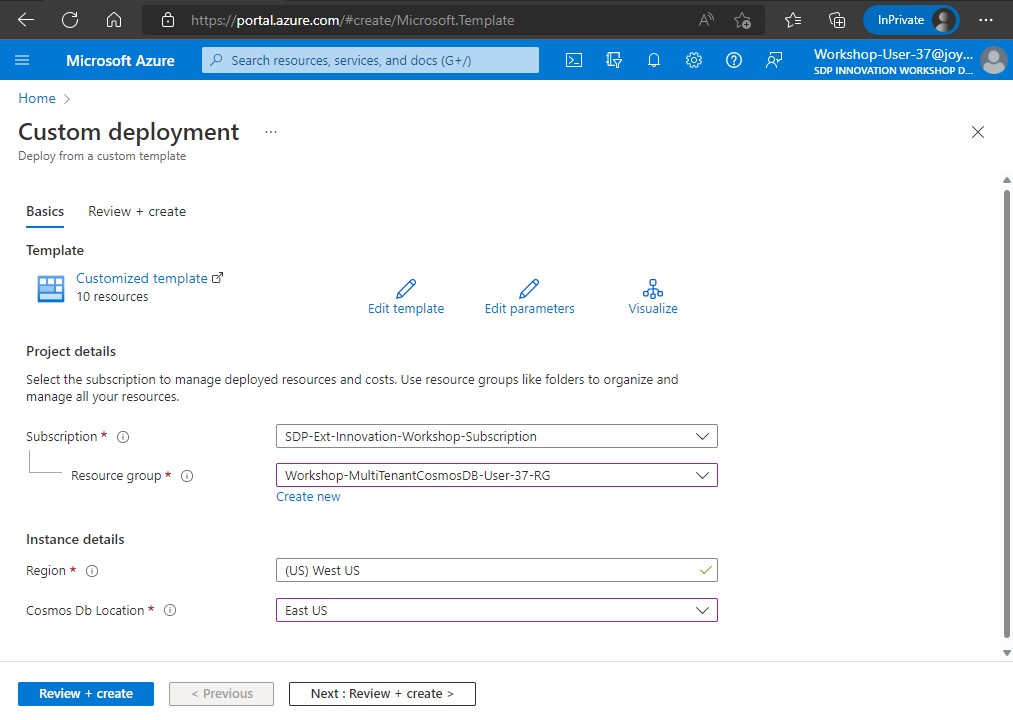 https://portal.azure.com/#create/Microsoft.Template
InPrivate
Microsoft Azure
Search resources, services, and docs (G+/)
Workshop-User-37@joy...
SDP INNOVATION WORKSHOP D...
Home
Custom deployment
Deploy from a custom template
Basics
Review + create
Template
Customized template
10 resources
Edit template
Edit parameters
Visualize
Project details
Select the subscription to manage deployed resources and costs. Use resource groups like folders to organize and
manage all your resources.
Subscription *
SDP-Ext-Innovation-Workshop-Subscription
Resource group *
Workshop-MultiTenantCosmosDB-User-37-RG
Create new
Instance details
Region *
(US) West US
Cosmos Db Location *
East US
Review + create
< Previous
Next : Review + create >